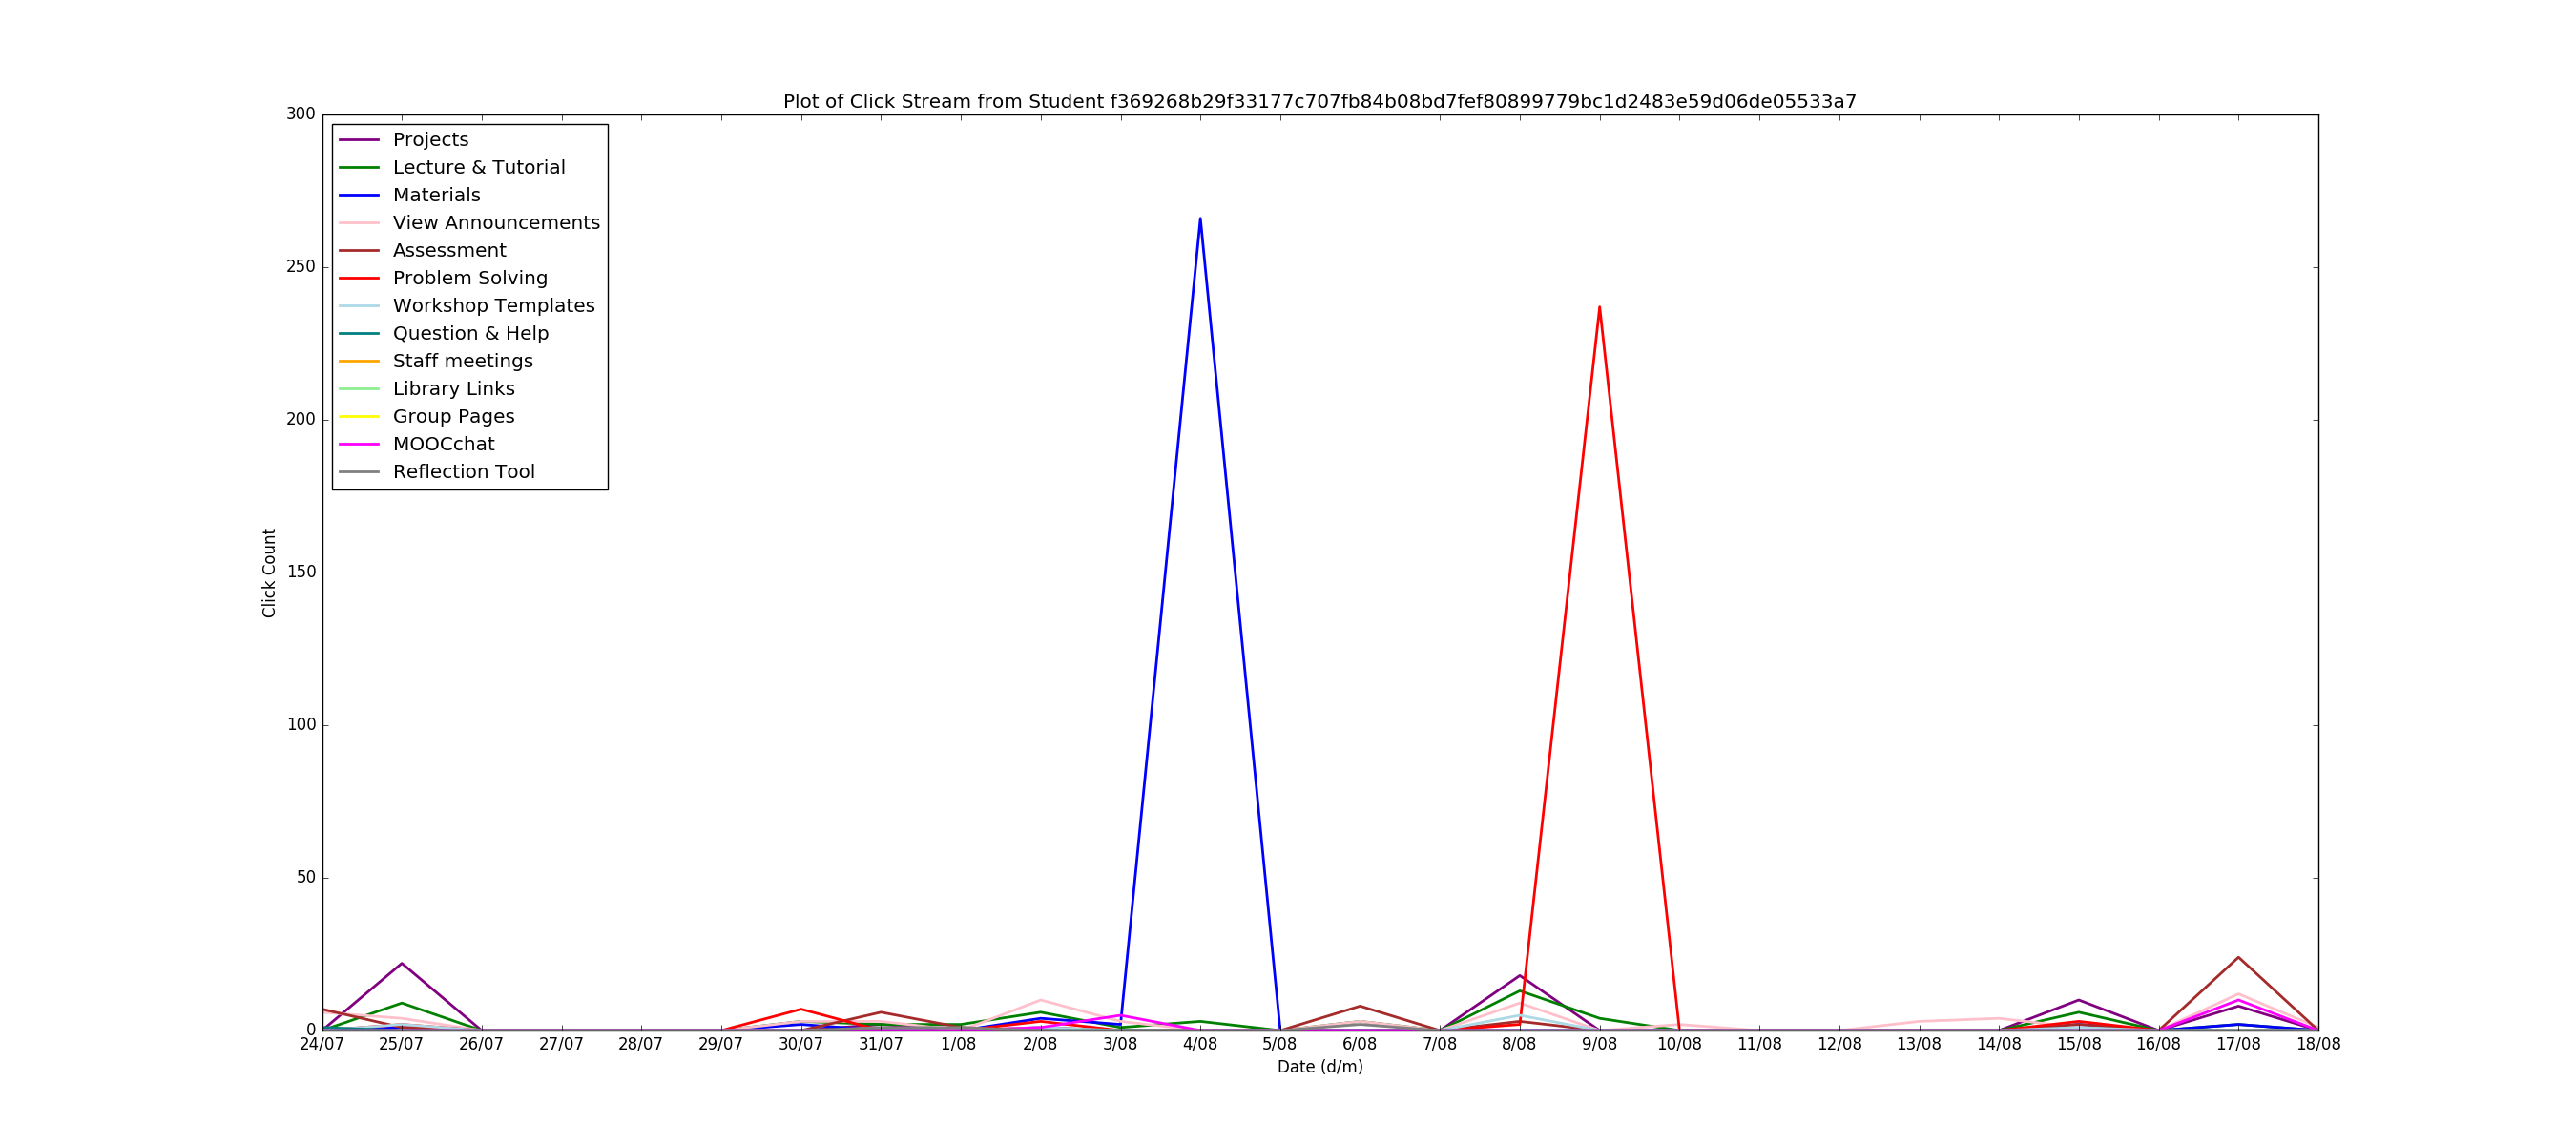 Plot of Click Stream from Student f369268b29f33177c707fb84b08bd7fef80899779bc1d2483e59d06de05533a7
300
250
200
150
100
50
0
Click Count
Projects
Lecture & Tutorial
Materials
View Announcements
Assessment
Problem Solving
Workshop Templates
Question & Help
Staff meetings
Library Links
Group Pages
MOOCchat
Reflection Tool
24/07 25/07 26/07 27/07 28/07 29/07 30/07 31/07 1/08 2/08 3/08 4/08 5/08 6/08 7/08 8/08 9/08 10/08 11/08 12/08 13/08 14/08 15/08 16/08 17/08 18/08
Date (d/m)